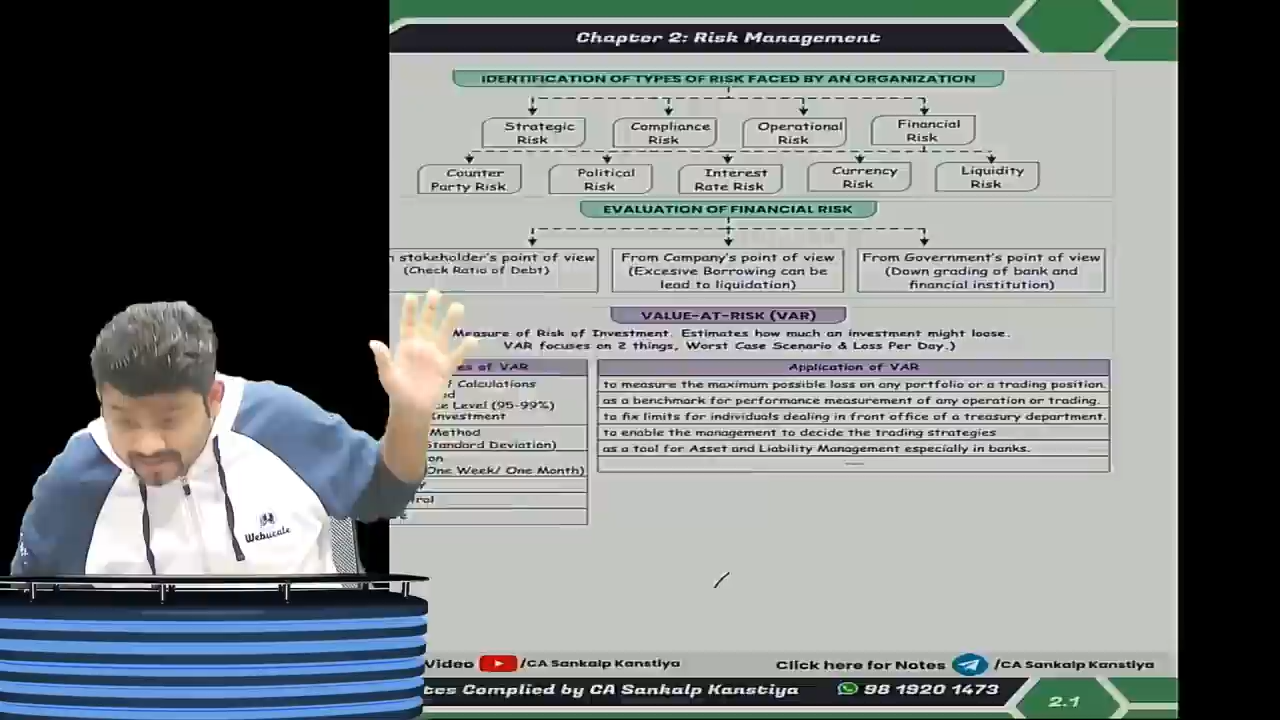 Chapter 2: Risk Management
IDENTIFICATION OF TYPES OF RISK FACED BY AN ORGANIZATION
Strategic Risk
Compliance Risk
Operational Risk
Financial Risk
Counter Party Risk
Political Risk
Interest Rate Risk
Currency Risk
Liquidity Risk
EVALUATION OF FINANCIAL RISK
stakeholder's point of view
(Check Ratio of Debt)
From Company's point of view
(Excesive Borrowing can be
lead to liquidation)
From Government's point of view
(Down grading of bank and
financial institution)
VALUE-AT-RISK (VAR)
Measure of Risk of Investment. Estimates how much an investment might loose.
VAR focuses on 2 things, Worst Case Scenario & Loss Per Day.)
of VAR
Calculations
Level (95-99%)
Investment
Method
Standard Deviation)
One Week/ One Month)
Application of VAR
to measure the maximum possible loss on any portfolio or a trading position.
as a benchmark for performance measurement of any operation or trading.
to fix limits for individuals dealing in front office of a treasury department.
to enable the management to decide the trading strategies
as a tool for Asset and Liability Management especially in banks.
Webucate
Video /CA Sankalp Kanstiya
Click here for Notes /CA Sankalp Kanstiya
Complied by CA Sankalp Kanstiya
98 1920 1473
2.1